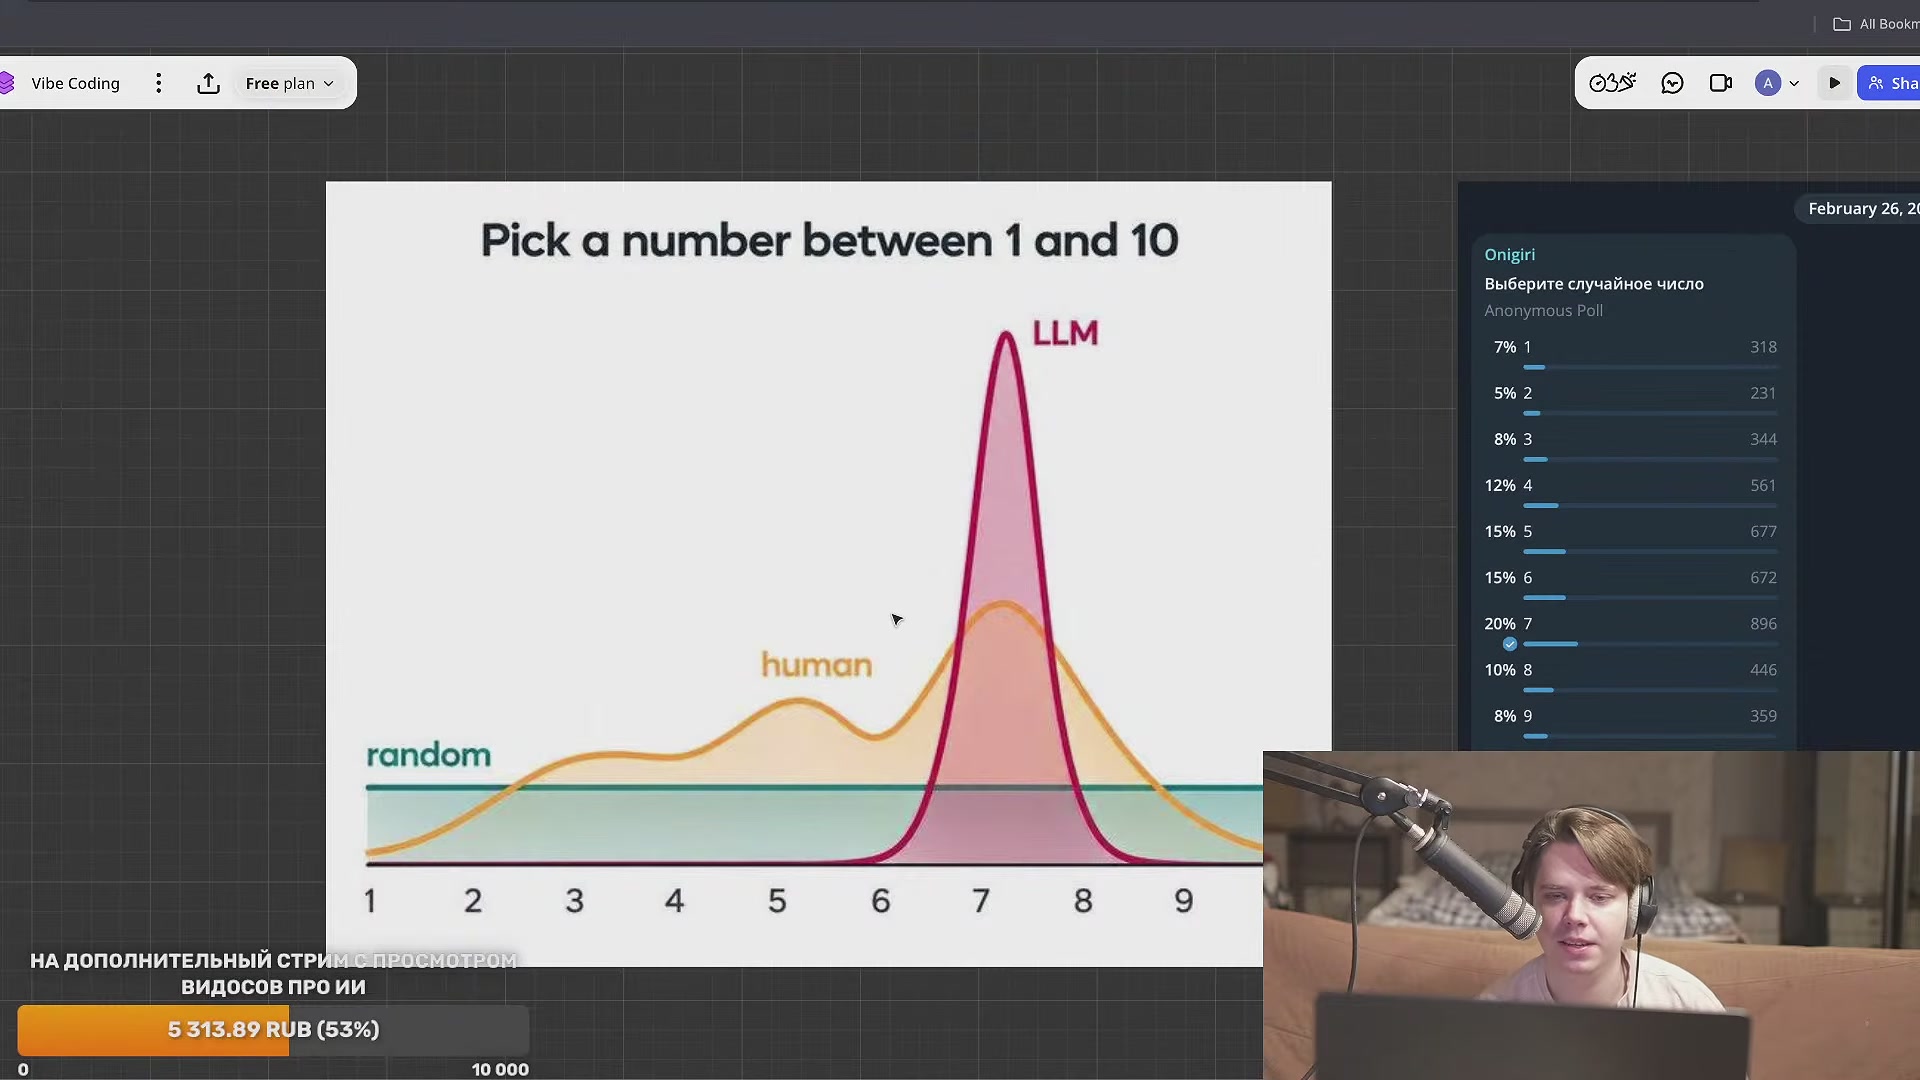 All Bookm
Vibe Coding
Free plan
A
Sha
Pick a number between 1 and 10
LLM
human
random
1 2 3 4 5 6 7 8 9
February 26, 20
Onigiri
Выберите случайное число
Anonymous Poll
7% 1 318
5% 2 231
8% 3 344
12% 4 561
15% 5 677
15% 6 672
20% 7 896
10% 8 446
8% 9 359
НА ДОПОЛНИТЕЛЬНЫЙ СТРИМ С ПРОСМОТРОМ
ВИДОСОВ ПРО ИИ
5 313.89 RUB (53%)
0 10 000